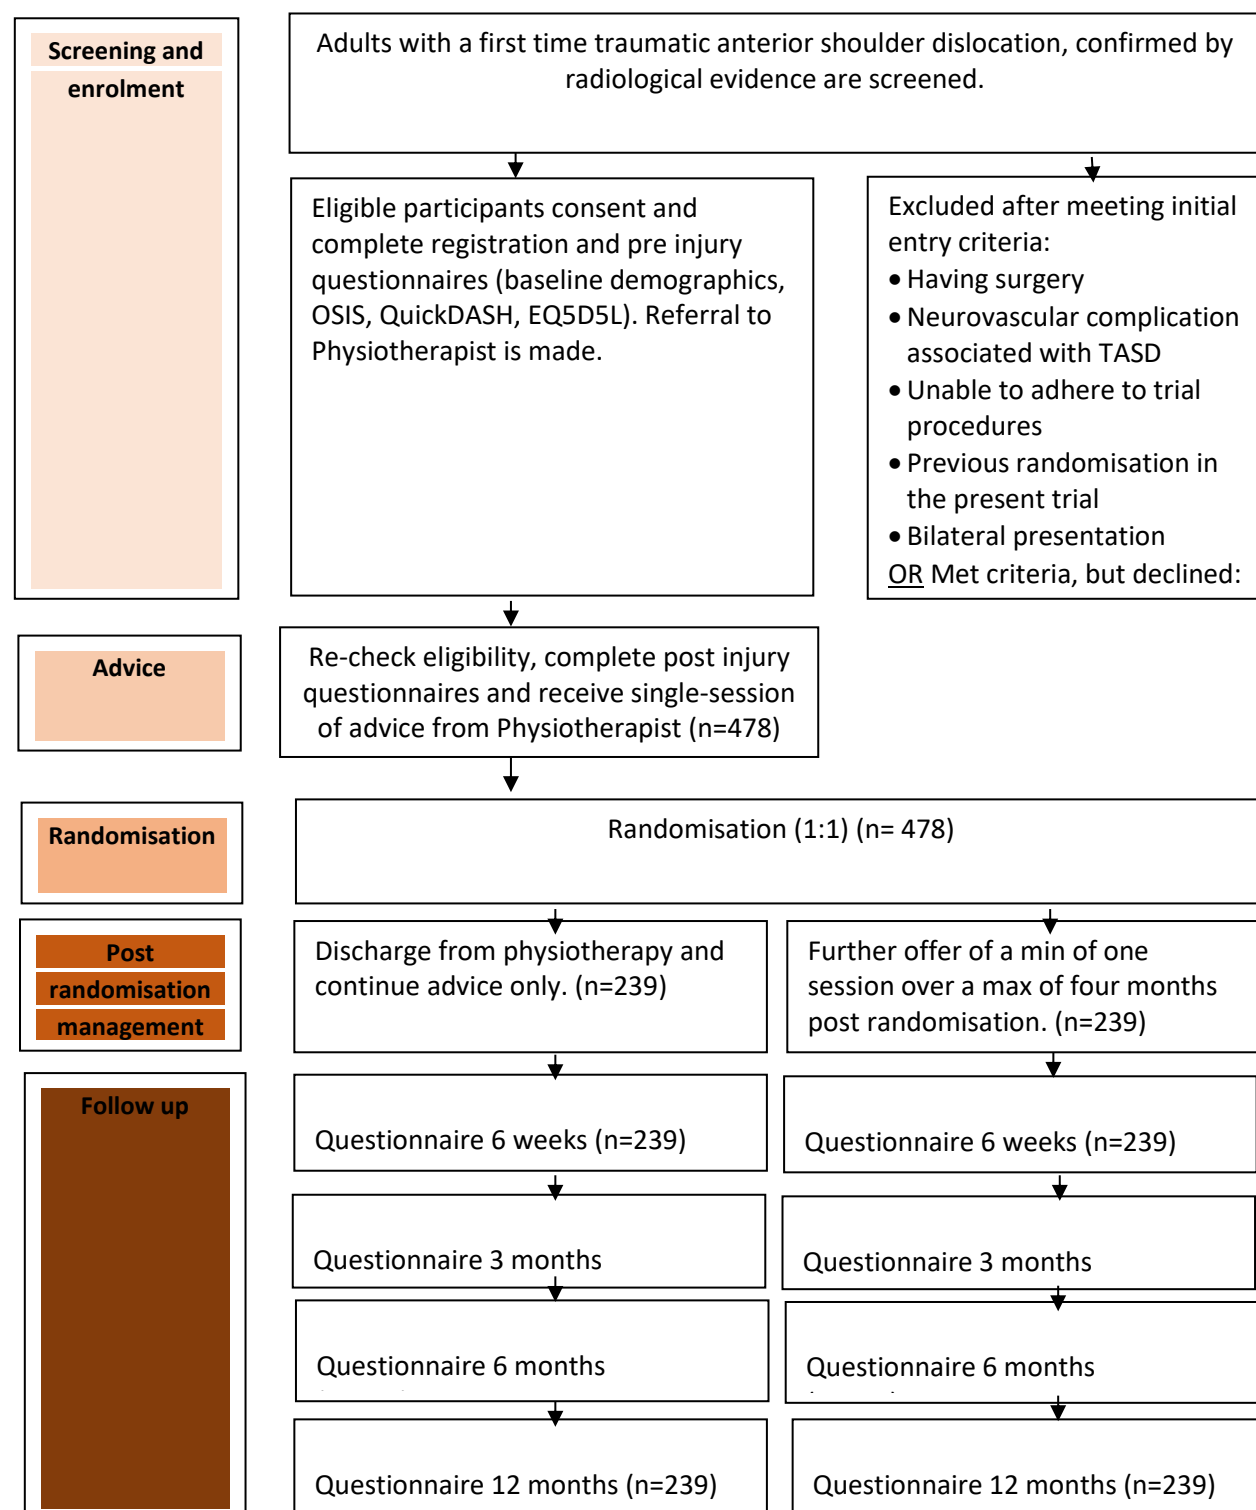 Screening and
enrolment
Adults with a first time traumatic anterior shoulder dislocation, confirmed by
radiological evidence are screened.
Eligible participants consent and
complete registration and pre injury
questionnaires (baseline demographics,
OSIS, QuickDASH, EQ5D5L). Referral to
Physiotherapist is made.
Excluded after meeting initial
entry criteria:
• Having surgery
• Neurovascular complication
associated with TASD
• Unable to adhere to trial
procedures
• Previous randomisation in
the present trial
• Bilateral presentation
OR Met criteria, but declined:
Advice
Re-check eligibility, complete post injury
questionnaires and receive single-session
of advice from Physiotherapist (n=478)
Randomisation
Randomisation (1:1) (n= 478)
Post
randomisation
management
Discharge from physiotherapy and
continue advice only. (n=239)
Further offer of a min of one
session over a max of four months
post randomisation. (n=239)
Follow up
Questionnaire 6 weeks (n=239)
Questionnaire 6 weeks (n=239)
Questionnaire 3 months
Questionnaire 3 months
Questionnaire 6 months
Questionnaire 6 months
Questionnaire 12 months (n=239)
Questionnaire 12 months (n=239)